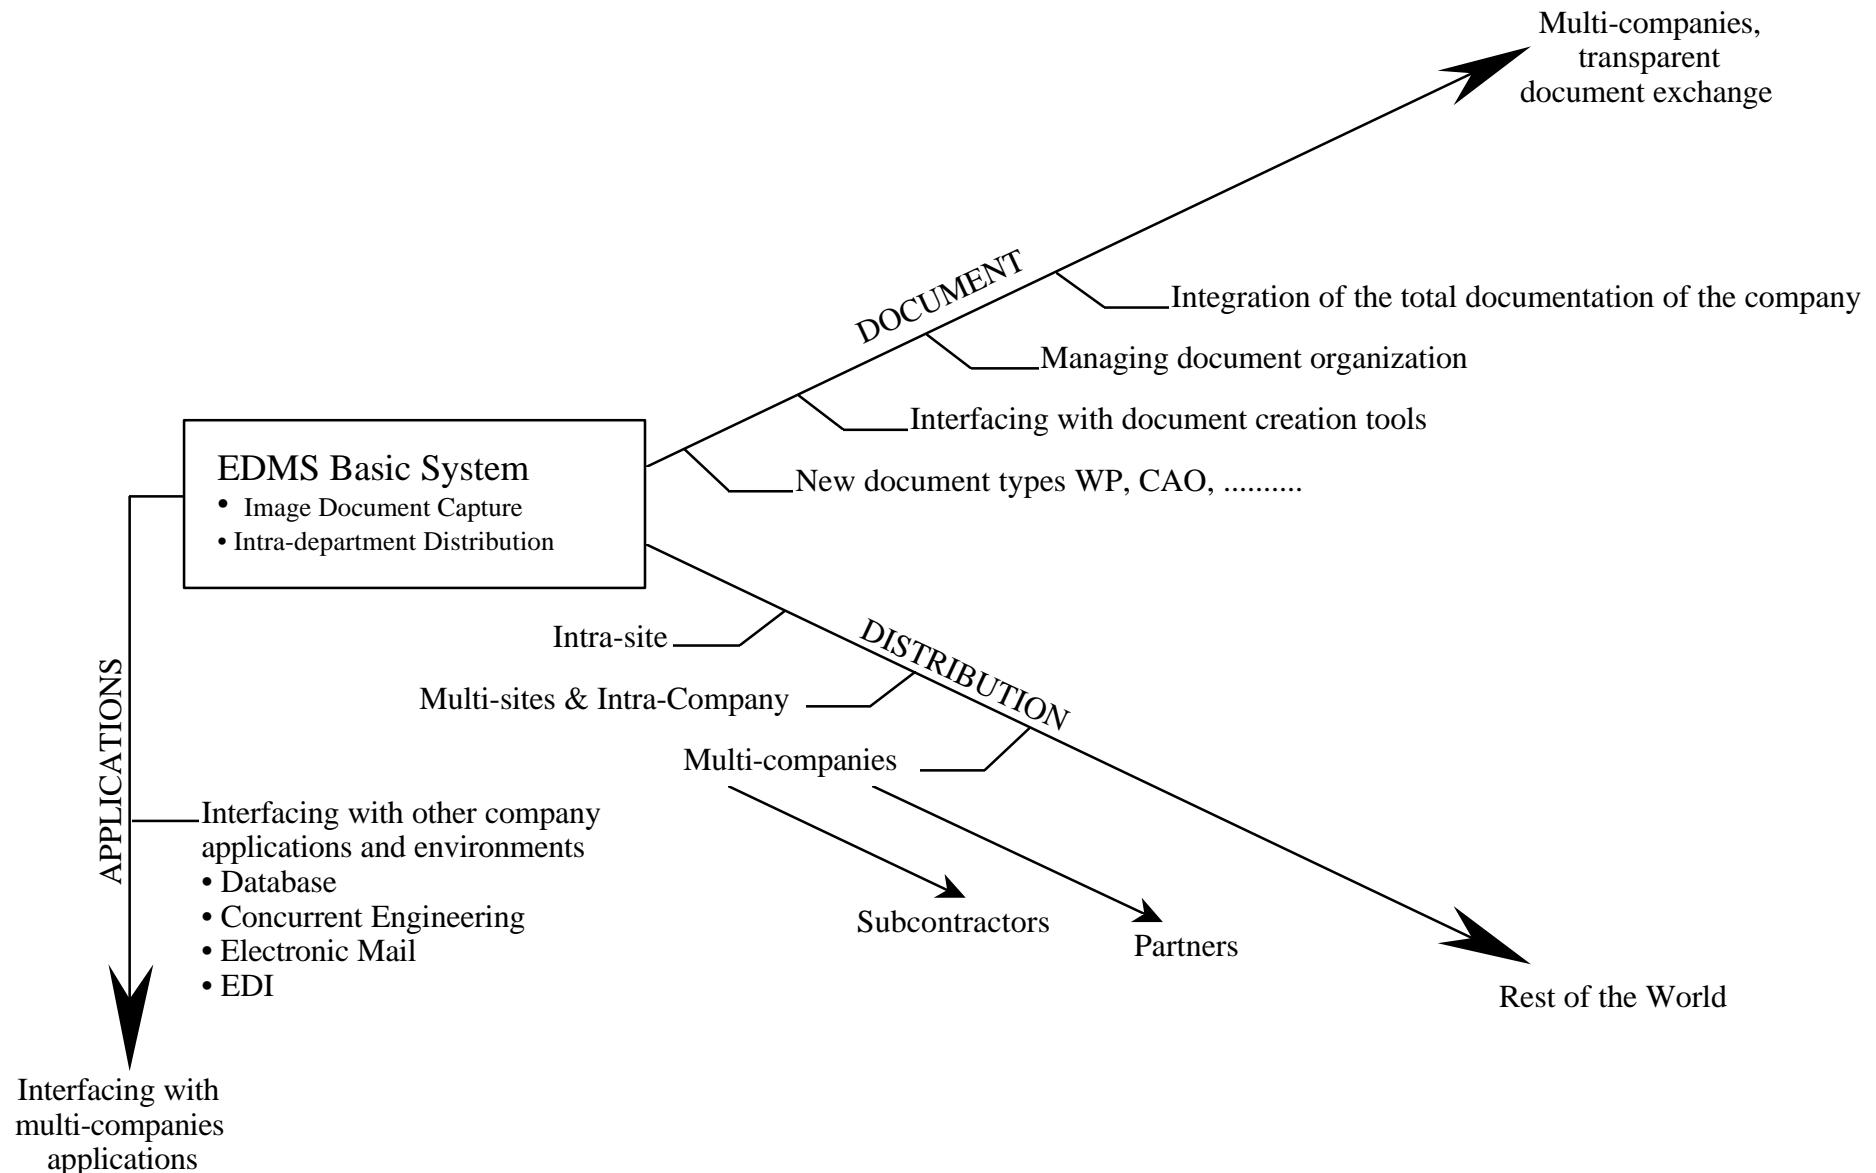 Multi-companies,
transparent
document exchange
DOCUMENT
Integration of the total documentation of the company
Managing document organization
Interfacing with document creation tools
New document types WP, CAO, ..........
EDMS Basic System
• Image Document Capture
• Intra-department Distribution
DISTRIBUTION
Intra-site
Multi-sites & Intra-Company
Multi-companies
Subcontractors
Partners
Rest of the World
APPLICATIONS
Interfacing with other company
applications and environments
• Database
• Concurrent Engineering
• Electronic Mail
• EDI
Interfacing with
multi-companies
applications